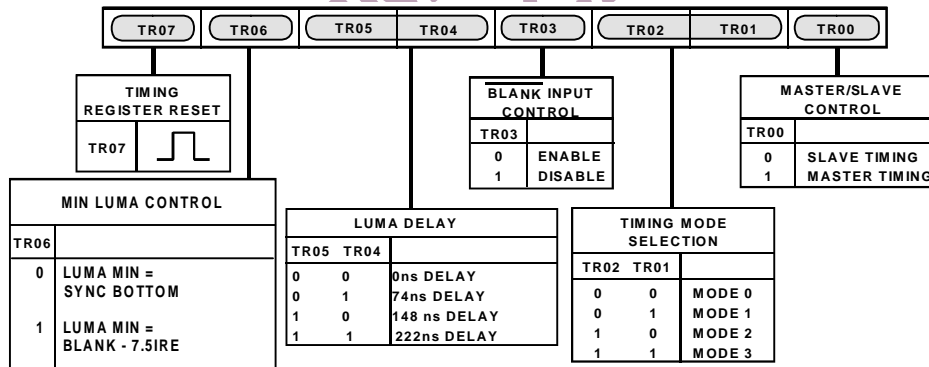 TR07 TR06 TR05 TR04 TR03 TR02 TR01 TR00
TIMING
REGISTER RESET
TR07
BLANK INPUT
CONTROL
TR03
0 ENABLE
1 DISABLE
MASTER/SLAVE
CONTROL
TR00
0 SLAVE TIMING
1 MASTER TIMING
MIN LUMA CONTROL
TR06
0 LUMA MIN =
SYNC BOTTOM
1 LUMA MIN =
BLANK - 7.5IRE
LUMA DELAY
TR05 TR04
0 0 0ns DELAY
0 1 74ns DELAY
1 0 148 ns DELAY
1 1 222ns DELAY
TIMING MODE
SELECTION
TR02 TR01
0 0 MODE 0
0 1 MODE 1
1 0 MODE 2
1 1 MODE 3